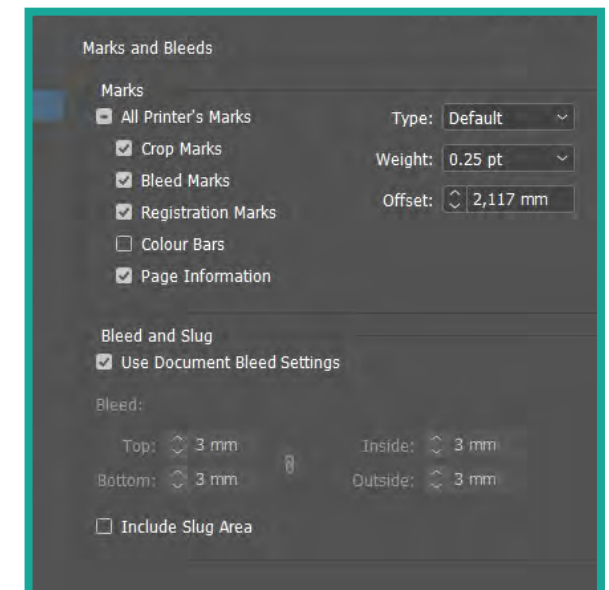 Marks and Bleeds
Marks
All Printer's Marks
Type: Default
Crop Marks
Weight: 0.25 pt
Bleed Marks
Offset: 2,117 mm
Registration Marks
Colour Bars
Page Information
Bleed and Slug
Use Document Bleed Settings
Bleed:
Top: 3 mm
Inside: 3 mm
Bottom: 3 mm
Outside: 3 mm
Include Slug Area